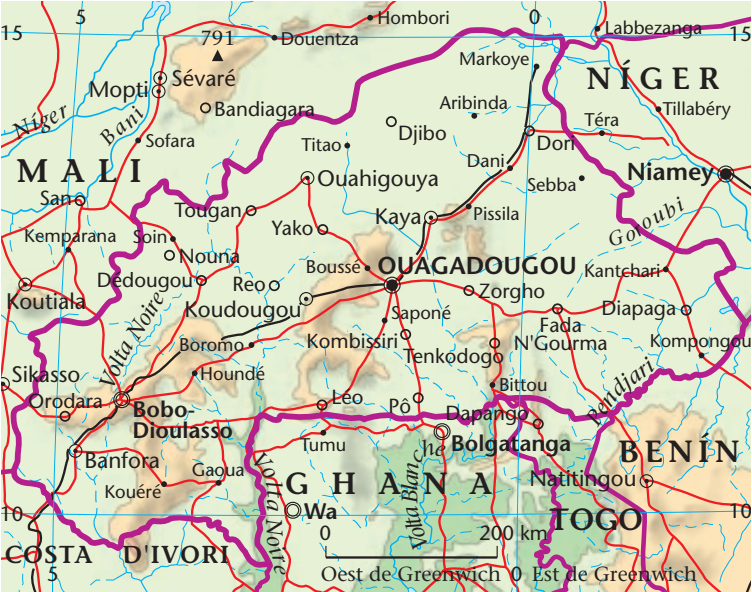 5
0
Hombori
15
791
Douentza
Labbezanga
15
Markoye
Sévaré
Mopti
NÍGER
Bandiagara
Aribinda
Tillabéry
Níger
Bani
Djibo
Téra
Sofara
Titao
Dori
MALI
Dani
Niamey
Ouahigouya
Sebba
San
Tougan
Kaya
Pissila
Goroubi
Kemparana
Soin
Yako
Nouna
Boussé
OUAGADOUGOU
Kantchari
Dédougou
Reo
Zorgho
Koutiala
Koudougou
Saponé
Diapaga
Volta Noire
Kombissiri
Fada
N'Gourma
Boromo
Tenkodogo
Kompongou
Sikasso
Houndé
Bittou
Pandjari
Orodara
Léo
Pô
Dapango
Bobo-
Dioulasso
Tumu
Bolgatanga
BENÍN
Banfora
Gaoua
Volta Noire
GHANA
Volta Blanche
Natitingou
Kouéré
Wa
10
TOGO
10
0
200 km
COSTA D'IVORI
5
Oest de Greenwich
0
Est de Greenwich